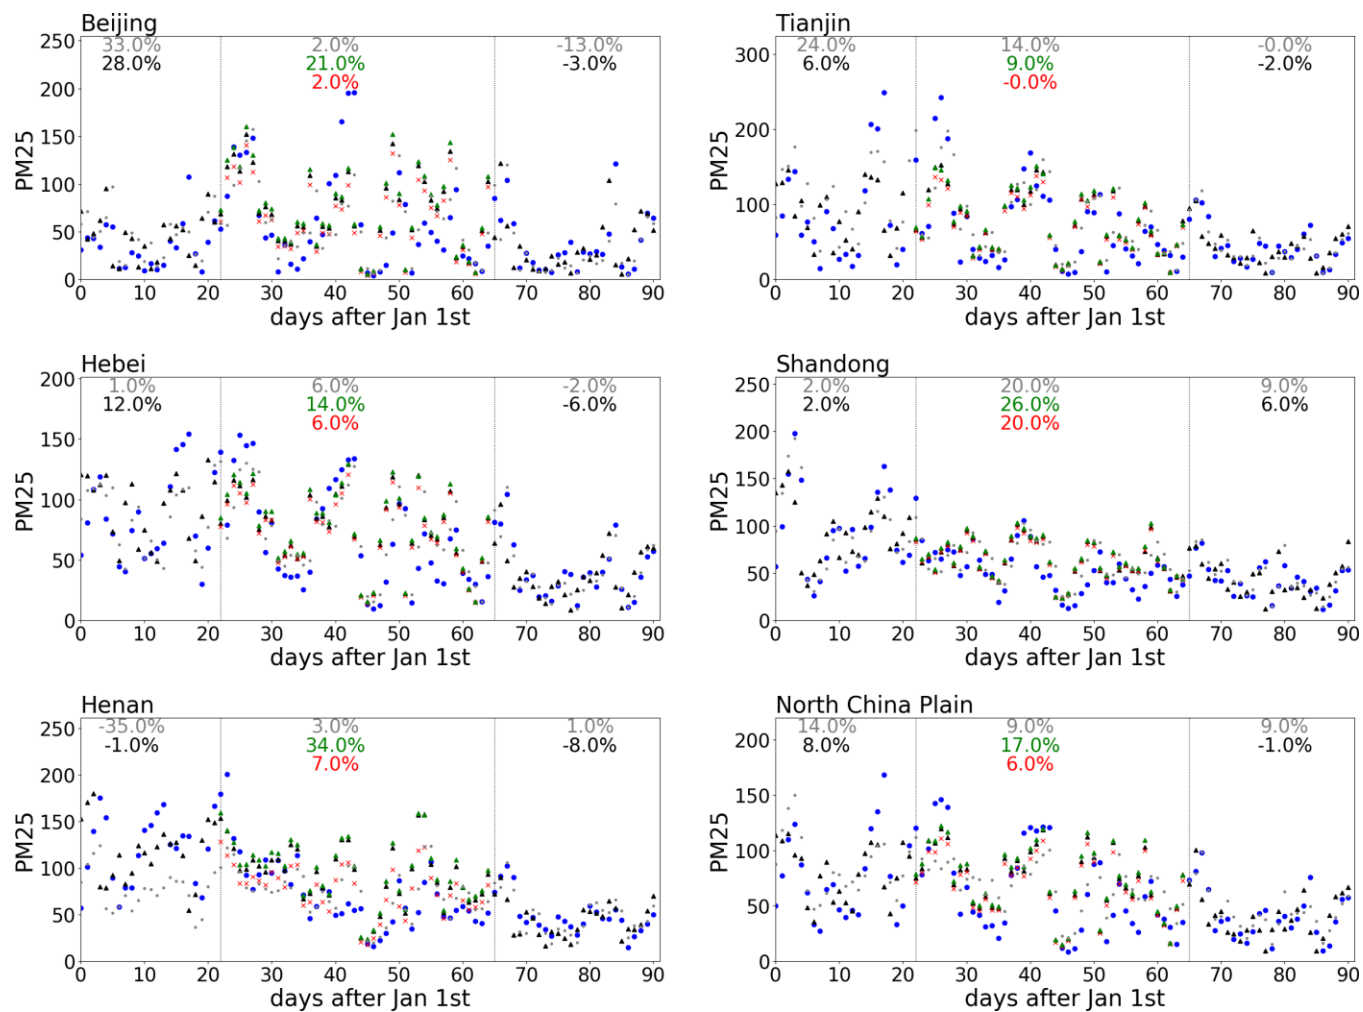 Beijing
33.0% 2.0% -13.0%
28.0% 21.0% -3.0%
2.0%
250
200
150
100
50
0
PM25
0 10 20 30 40 50 60 70 80 90
days after Jan 1st
Tianjin
24.0% 14.0% -0.0%
6.0% 9.0% -2.0%
-0.0%
300
200
100
0
PM25
0 10 20 30 40 50 60 70 80 90
days after Jan 1st
Hebei
1.0% 6.0% -2.0%
12.0% 14.0% -6.0%
6.0%
200
150
100
50
0
PM25
0 10 20 30 40 50 60 70 80 90
days after Jan 1st
Shandong
2.0% 20.0% 9.0%
2.0% 26.0% 6.0%
20.0%
250
200
150
100
50
0
PM25
0 10 20 30 40 50 60 70 80 90
days after Jan 1st
Henan
-35.0% 3.0% 1.0%
-1.0% 34.0% -8.0%
7.0%
250
200
150
100
50
0
PM25
0 10 20 30 40 50 60 70 80 90
days after Jan 1st
North China Plain
14.0% 9.0% 9.0%
8.0% 17.0% -1.0%
6.0%
200
150
100
50
0
PM25
0 10 20 30 40 50 60 70 80 90
days after Jan 1st